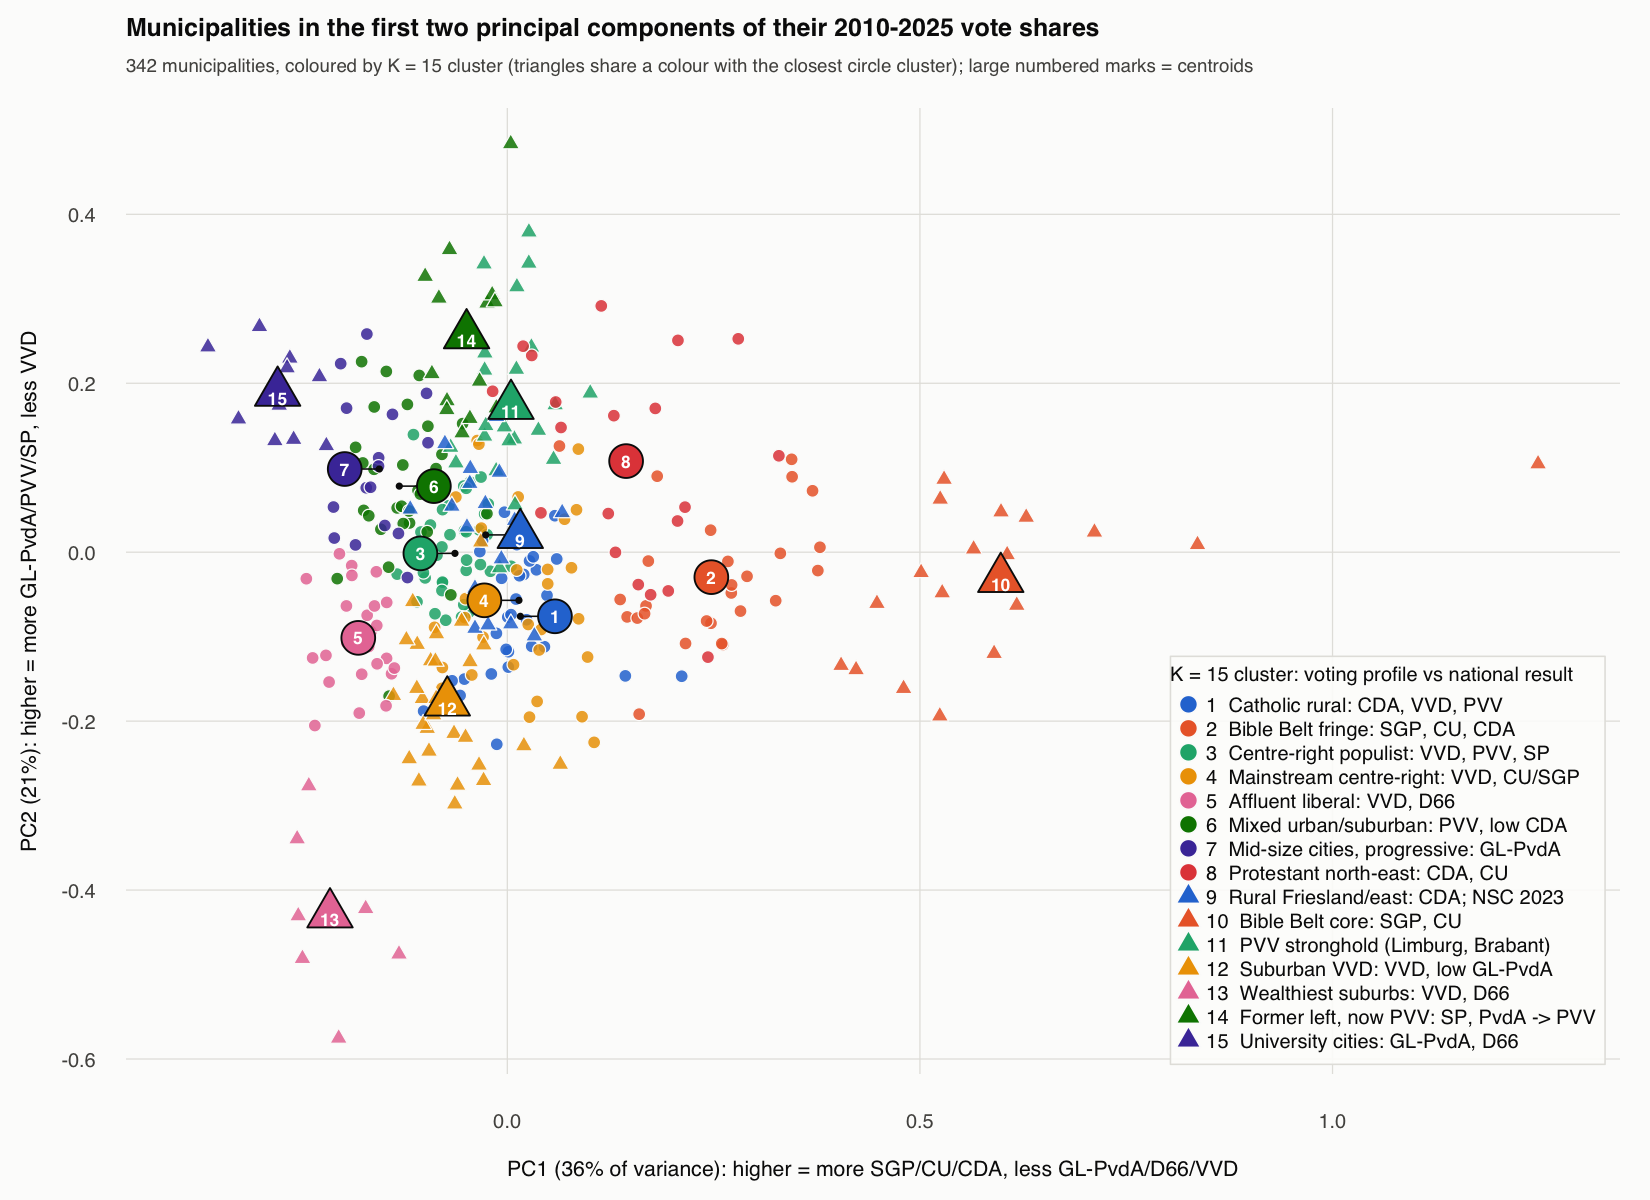 Municipalities in the first two principal components of their 2010-2025 vote shares
342 municipalities, coloured by K = 15 cluster (triangles share a colour with the closest circle cluster); large numbered marks = centroids
PC2 (21%): higher = more GL-PvdA/PVV/SP, less VVD
0.4
0.2
0.0
-0.2
-0.4
-0.6
14
15
11
8
7
6
9
3
2
10
4
1
5
12
13
K = 15 cluster: voting profile vs national result
1 Catholic rural: CDA, VVD, PVV
2 Bible Belt fringe: SGP, CU, CDA
3 Centre-right populist: VVD, PVV, SP
4 Mainstream centre-right: VVD, CU/SGP
5 Affluent liberal: VVD, D66
6 Mixed urban/suburban: PVV, low CDA
7 Mid-size cities, progressive: GL-PvdA
8 Protestant north-east: CDA, CU
9 Rural Friesland/east: CDA; NSC 2023
10 Bible Belt core: SGP, CU
11 PVV stronghold (Limburg, Brabant)
12 Suburban VVD: VVD, low GL-PvdA
13 Wealthiest suburbs: VVD, D66
14 Former left, now PVV: SP, PvdA -> PVV
15 University cities: GL-PvdA, D66
0.0
0.5
1.0
PC1 (36% of variance): higher = more SGP/CU/CDA, less GL-PvdA/D66/VVD